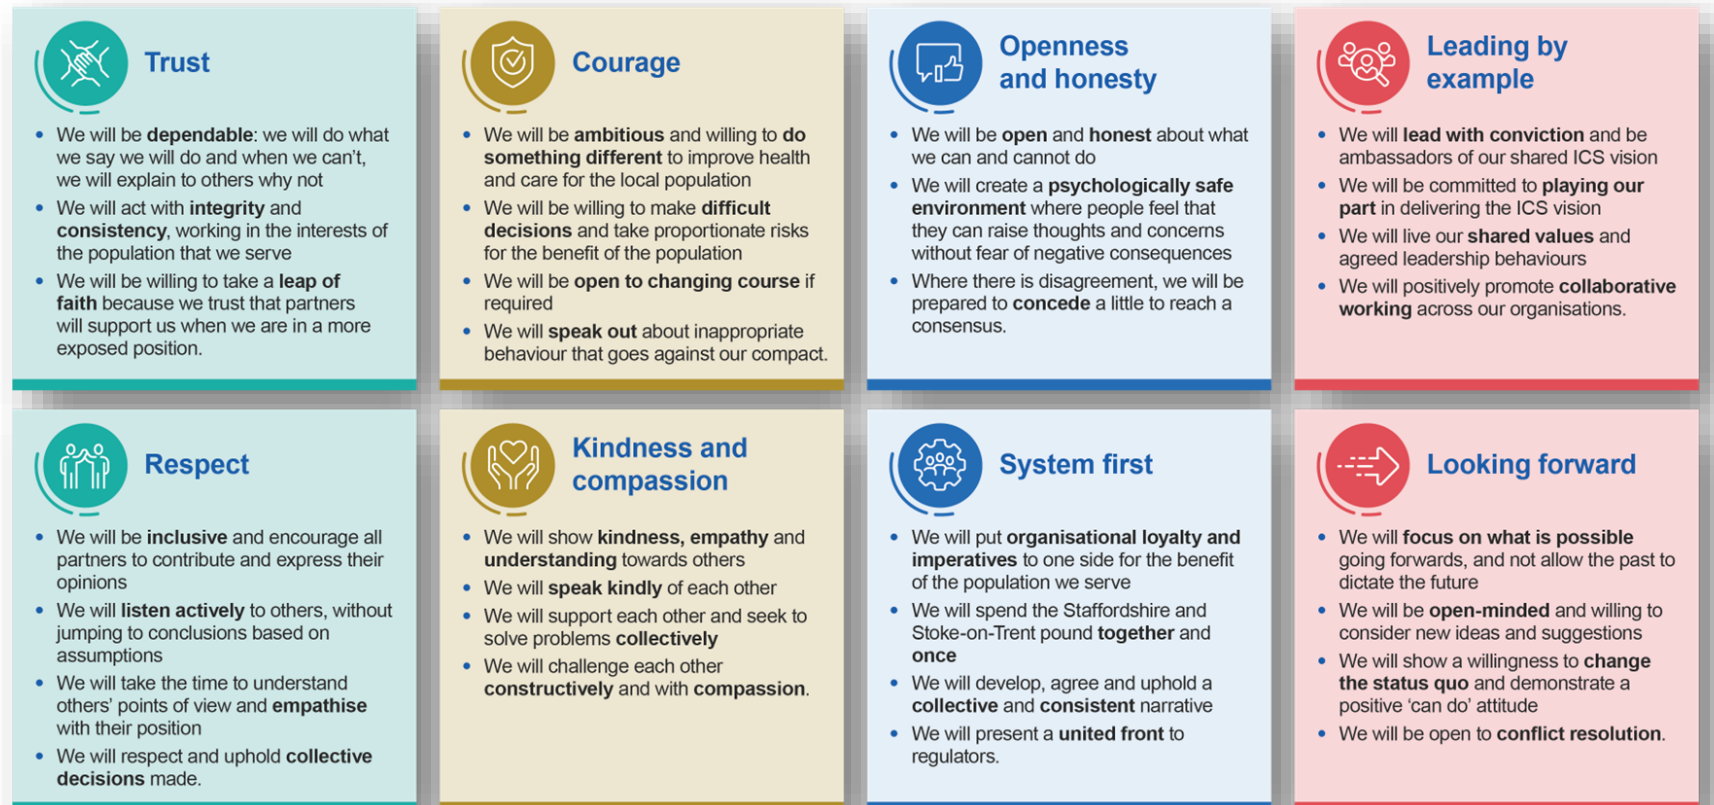 Trust
• We will be dependable: we will do what
we say we will do and when we can't,
we will explain to others why not
• We will act with integrity and
consistency, working in the interests of
the population that we serve
• We will be willing to take a leap of
faith because we trust that partners
will support us when we are in a more
exposed position.
Courage
• We will be ambitious and willing to do
something different to improve health
and care for the local population
• We will be willing to make difficult
decisions and take proportionate risks
for the benefit of the population
• We will be open to changing course if
required
• We will speak out about inappropriate
behaviour that goes against our compact.
Openness
and honesty
• We will be open and honest about what
we can and cannot do
• We will create a psychologically safe
environment where people feel that
they can raise thoughts and concerns
without fear of negative consequences
• Where there is disagreement, we will be
prepared to concede a little to reach a
consensus.
Leading by
example
• We will lead with conviction and be
ambassadors of our shared ICS vision
• We will be committed to playing our
part in delivering the ICS vision
• We will live our shared values and
agreed leadership behaviours
• We will positively promote collaborative
working across our organisations.
Respect
• We will be inclusive and encourage all
partners to contribute and express their
opinions
• We will listen actively to others, without
jumping to conclusions based on
assumptions
• We will take the time to understand
others' points of view and empathise
with their position
• We will respect and uphold collective
decisions made.
Kindness and
compassion
• We will show kindness, empathy and
understanding towards others
• We will speak kindly of each other
• We will support each other and seek to
solve problems collectively
• We will challenge each other
constructively and with compassion.
System first
• We will put organisational loyalty and
imperatives to one side for the benefit
of the population we serve
• We will spend the Staffordshire and
Stoke-on-Trent pound together and
once
• We will develop, agree and uphold a
collective and consistent narrative
• We will present a united front to
regulators.
Looking forward
• We will focus on what is possible
going forwards, and not allow the past to
dictate the future
• We will be open-minded and willing to
consider new ideas and suggestions
• We will show a willingness to change
the status quo and demonstrate a
positive 'can do' attitude
• We will be open to conflict resolution.